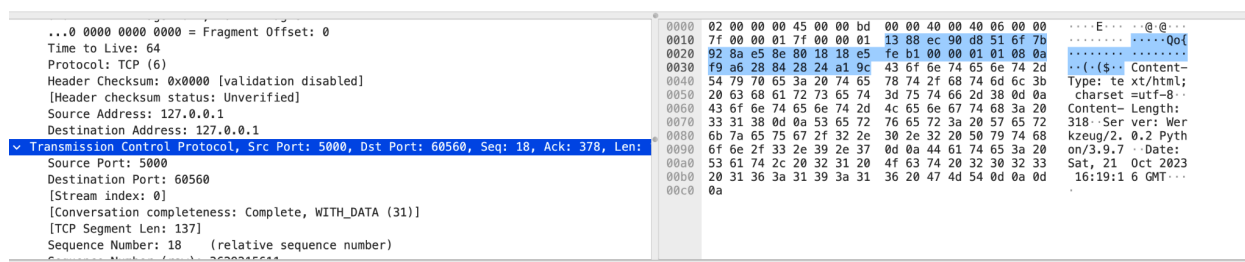 ...0 0000 0000 0000 = Fragment Offset: 0
Time to Live: 64
Protocol: TCP (6)
Header Checksum: 0x0000 [validation disabled]
[Header checksum status: Unverified]
Source Address: 127.0.0.1
Destination Address: 127.0.0.1
Transmission Control Protocol, Src Port: 5000, Dst Port: 60560, Seq: 18, Ack: 378, Len:
Source Port: 5000
Destination Port: 60560
[Stream index: 0]
[Conversation completeness: Complete, WITH_DATA (31)]
[TCP Segment Len: 137]
Sequence Number: 18 (relative sequence number)
0000 02 00 00 00 45 00 00 bd 00 00 40 00 40 06 00 00 ····E··· ··@·@···
0010 7f 00 00 01 7f 00 00 01 13 88 ec 90 d8 51 6f 7b ········ ·····Qo{
0020 92 8a e5 8e 80 18 18 e5 fe b1 00 00 01 01 08 0a ········ ········
0030 f9 a6 28 84 28 24 a1 9c 43 6f 6e 74 65 6e 74 2d ··(·($·· Content-
0040 54 79 70 65 3a 20 74 65 78 74 2f 68 74 6d 6c 3b Type: te xt/html;
0050 20 63 68 61 72 73 65 74 3d 75 74 66 2d 38 0d 0a charset =utf-8··
0060 43 6f 6e 74 65 6e 74 2d 4c 65 6e 67 74 68 3a 20 Content- Length:
0070 33 31 38 0d 0a 53 65 72 76 65 72 3a 20 57 65 72 318··Ser ver: Wer
0080 6b 7a 65 75 67 2f 32 2e 30 2e 32 20 50 79 74 68 kzeug/2. 0.2 Pyth
0090 6f 6e 2f 33 2e 39 2e 37 0d 0a 44 61 74 65 3a 20 on/3.9.7 ··Date:
00a0 53 61 74 2c 20 32 31 20 4f 63 74 20 32 30 32 33 Sat, 21 Oct 2023
00b0 20 31 36 3a 31 39 3a 31 36 20 47 4d 54 0d 0a 0d 16:19:1 6 GMT···
00c0 0a ·